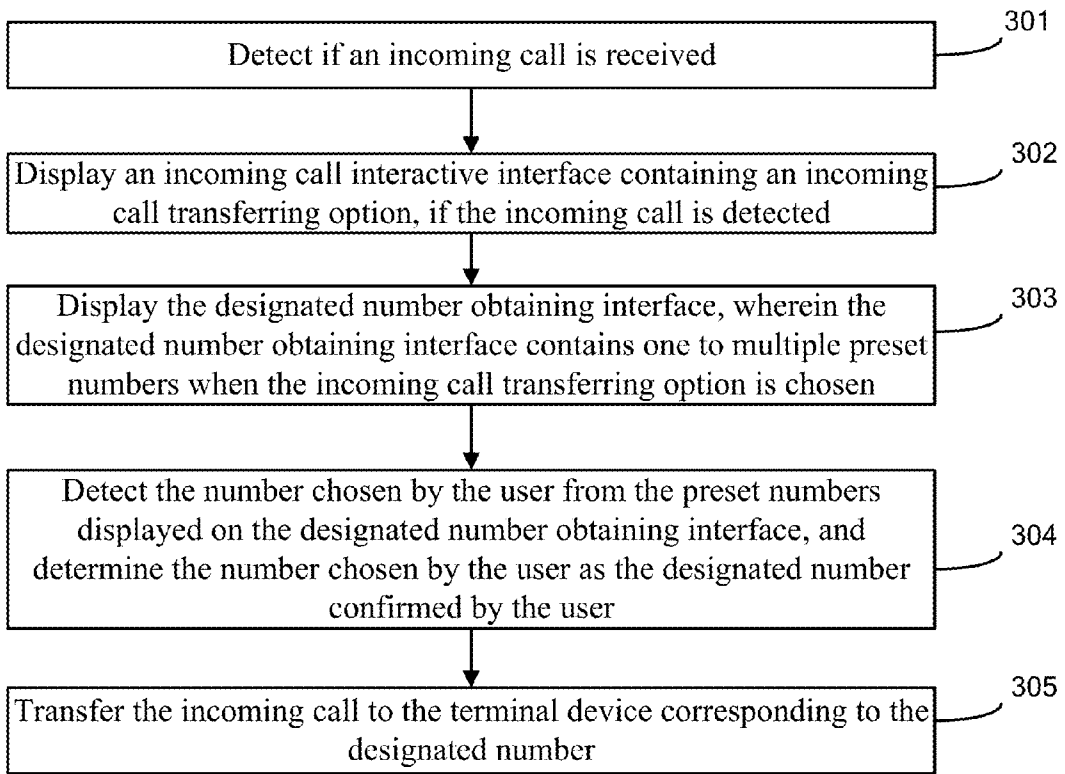 301
Detect if an incoming call is received
302
Display an incoming call interactive interface containing an incoming
call transferring option, if the incoming call is detected
303
Display the designated number obtaining interface, wherein the
designated number obtaining interface contains one to multiple preset
numbers when the incoming call transferring option is chosen
304
Detect the number chosen by the user from the preset numbers
displayed on the designated number obtaining interface, and
determine the number chosen by the user as the designated number
confirmed by the user
305
Transfer the incoming call to the terminal device corresponding to the
designated number